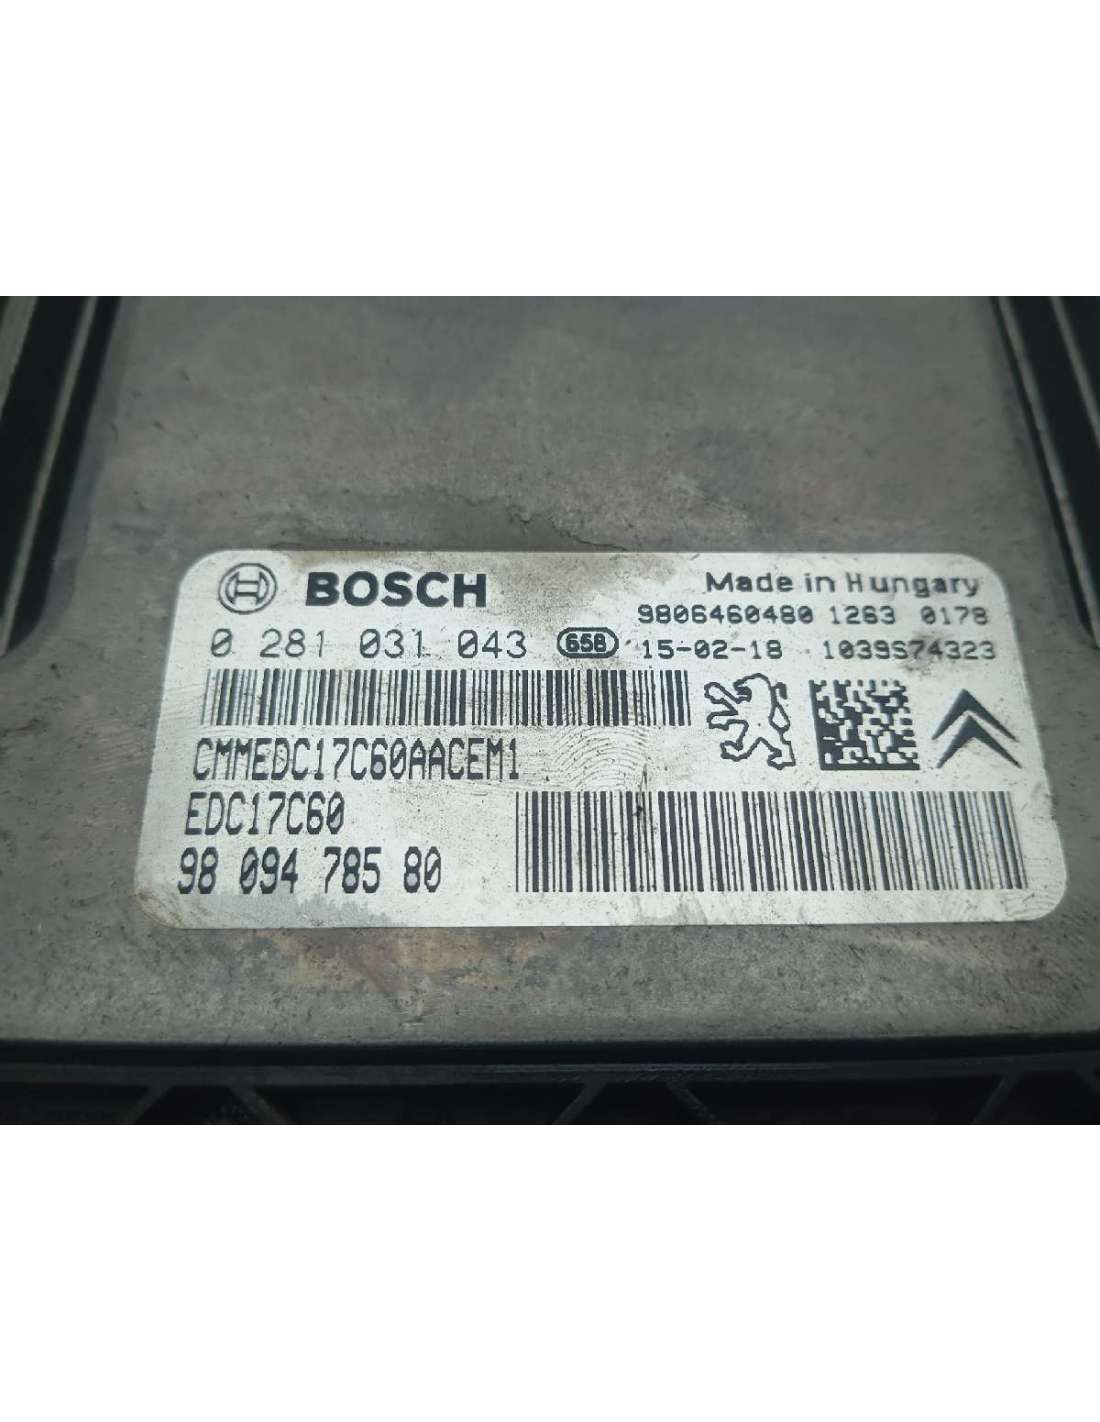 BOSCH
Made in Hungary
9806460480 1263 0178
0 281 031 043 65B 15-02-18 1039S74323
CMMEDC17C60AACEM1
EDC17C60
98 094 785 80